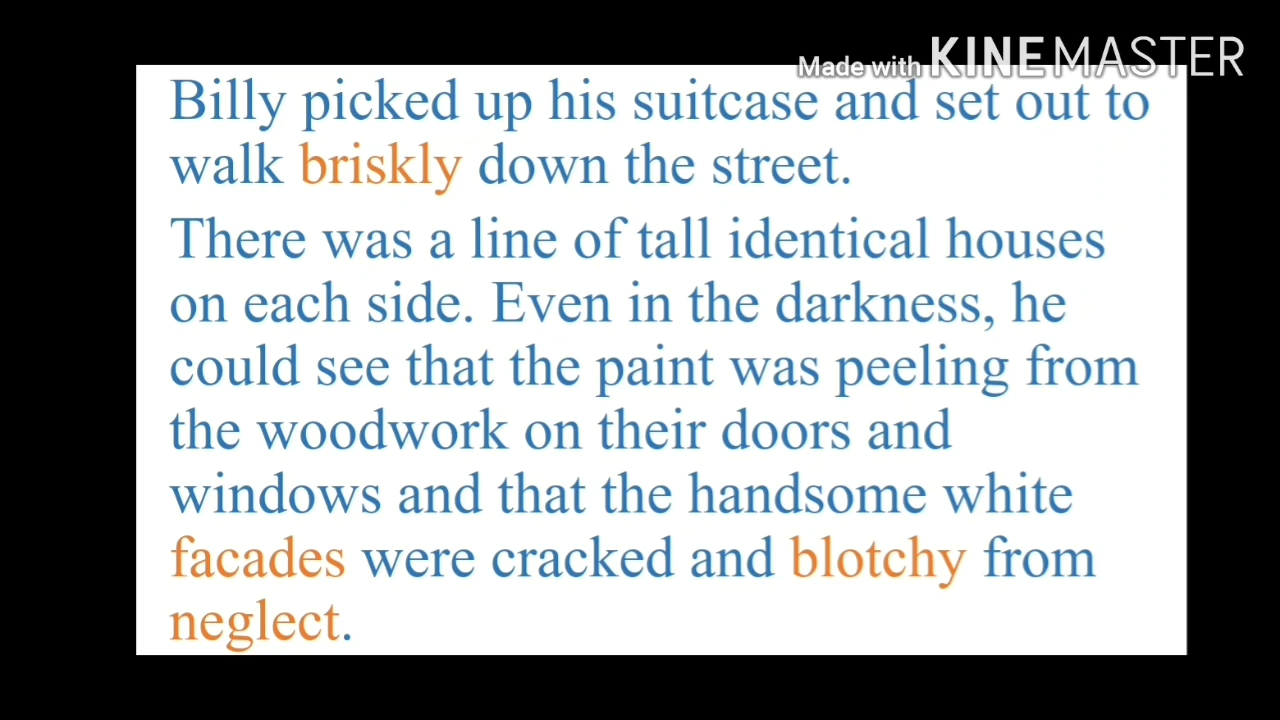 Made with KINEMASTER
Billy picked up his suitcase and set out to
walk briskly down the street.
There was a line of tall identical houses
on each side. Even in the darkness, he
could see that the paint was peeling from
the woodwork on their doors and
windows and that the handsome white
facades were cracked and blotchy from
neglect.